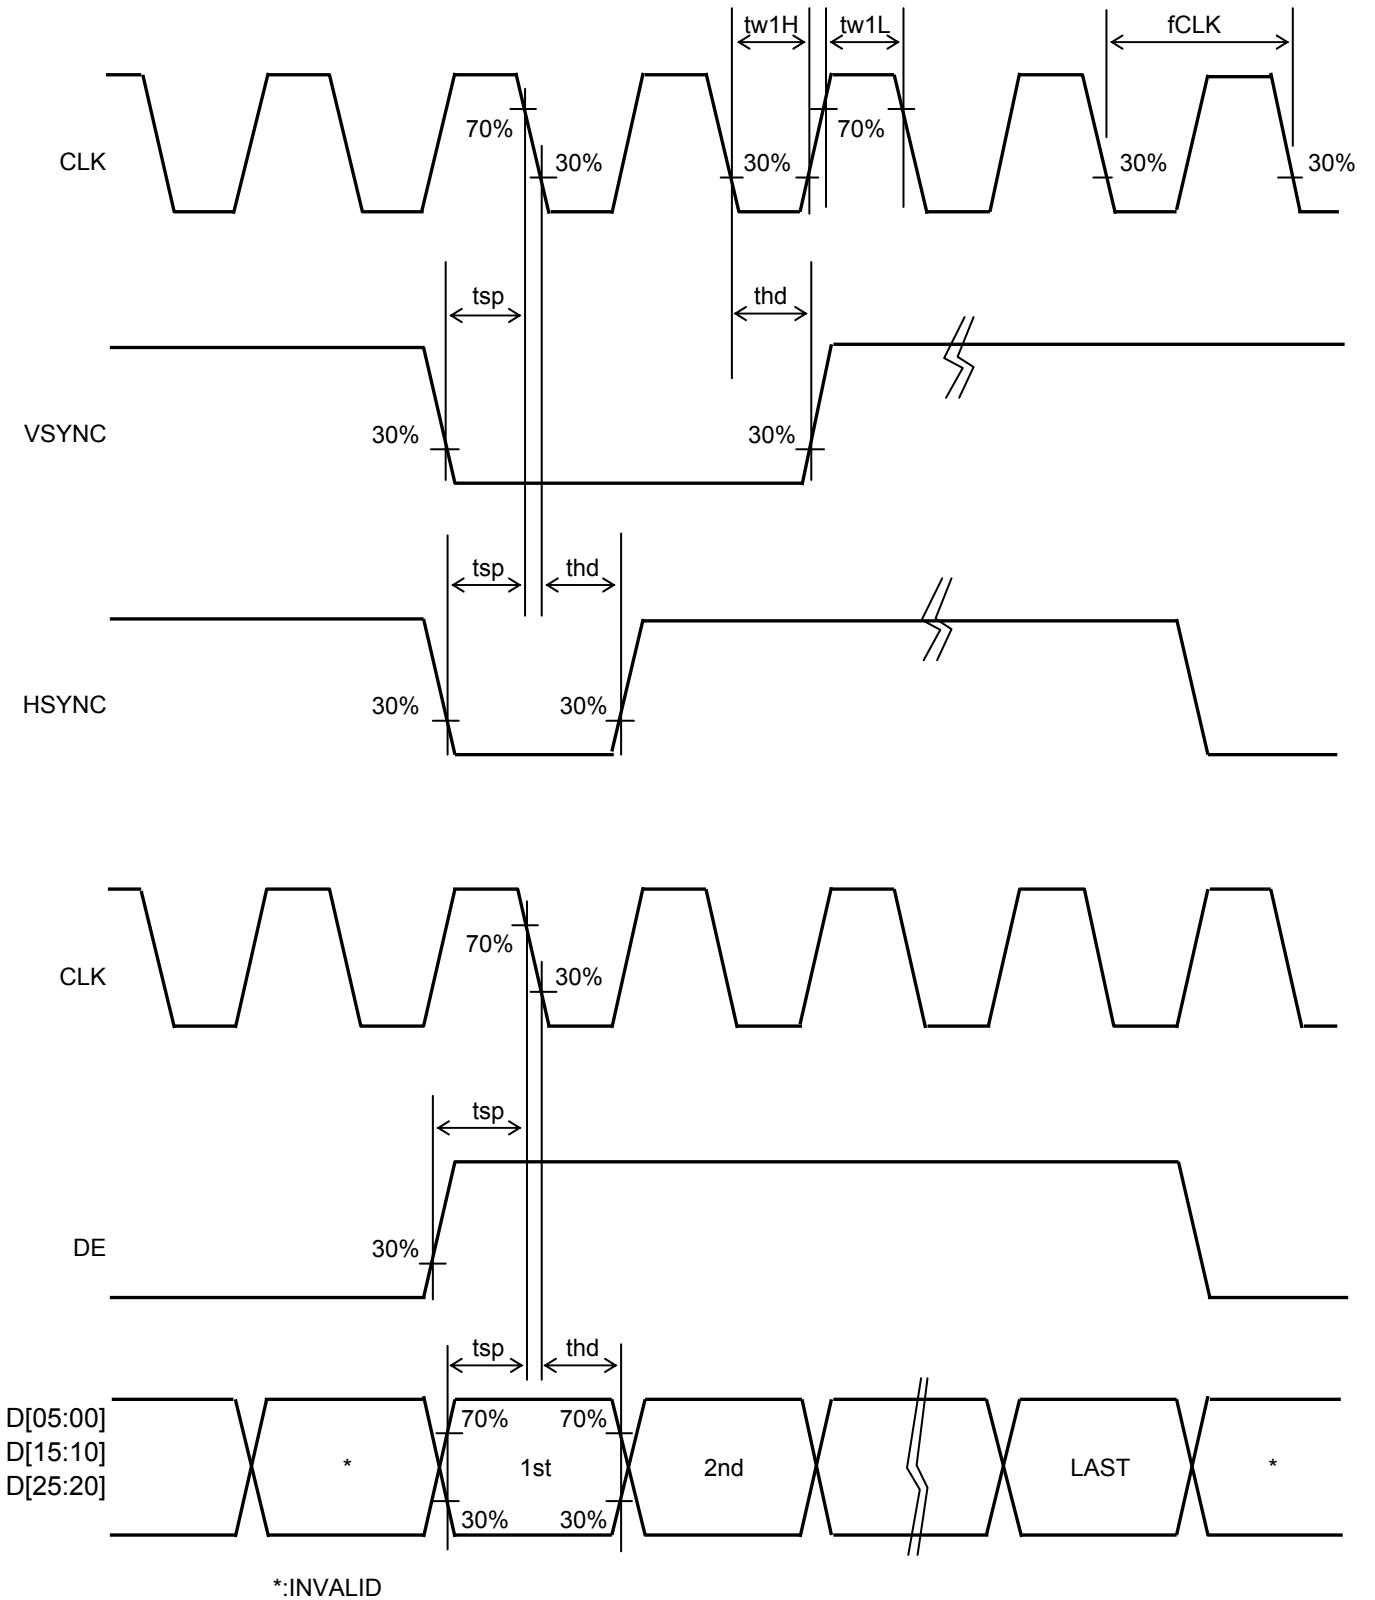 tw1H tw1L fCLK
70% 70%
CLK 30% 30% 30% 30%
tsp thd
VSYNC 30% 30%
tsp thd
HSYNC 30% 30%
70%
CLK 30%
tsp
DE 30%
tsp thd
D[05:00] 70% 70%
D[15:10] * 1st 2nd LAST *
D[25:20]
30% 30%
*:INVALID